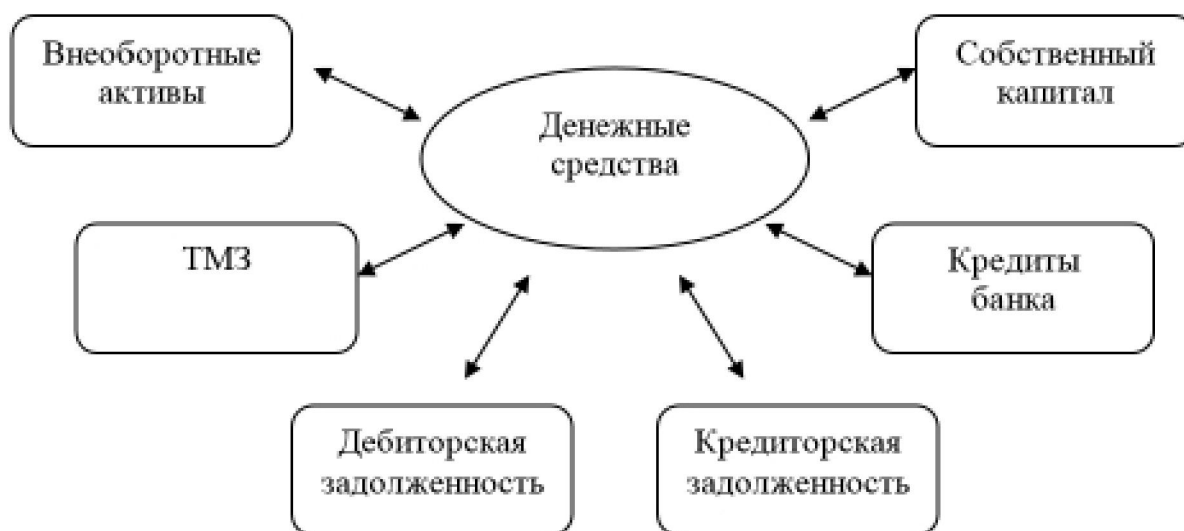 Внеоборотные
активы
Денежные
средства
Собственный
капитал
ТМЗ
Кредиты
банка
Дебиторская
задолженность
Кредиторская
задолженность